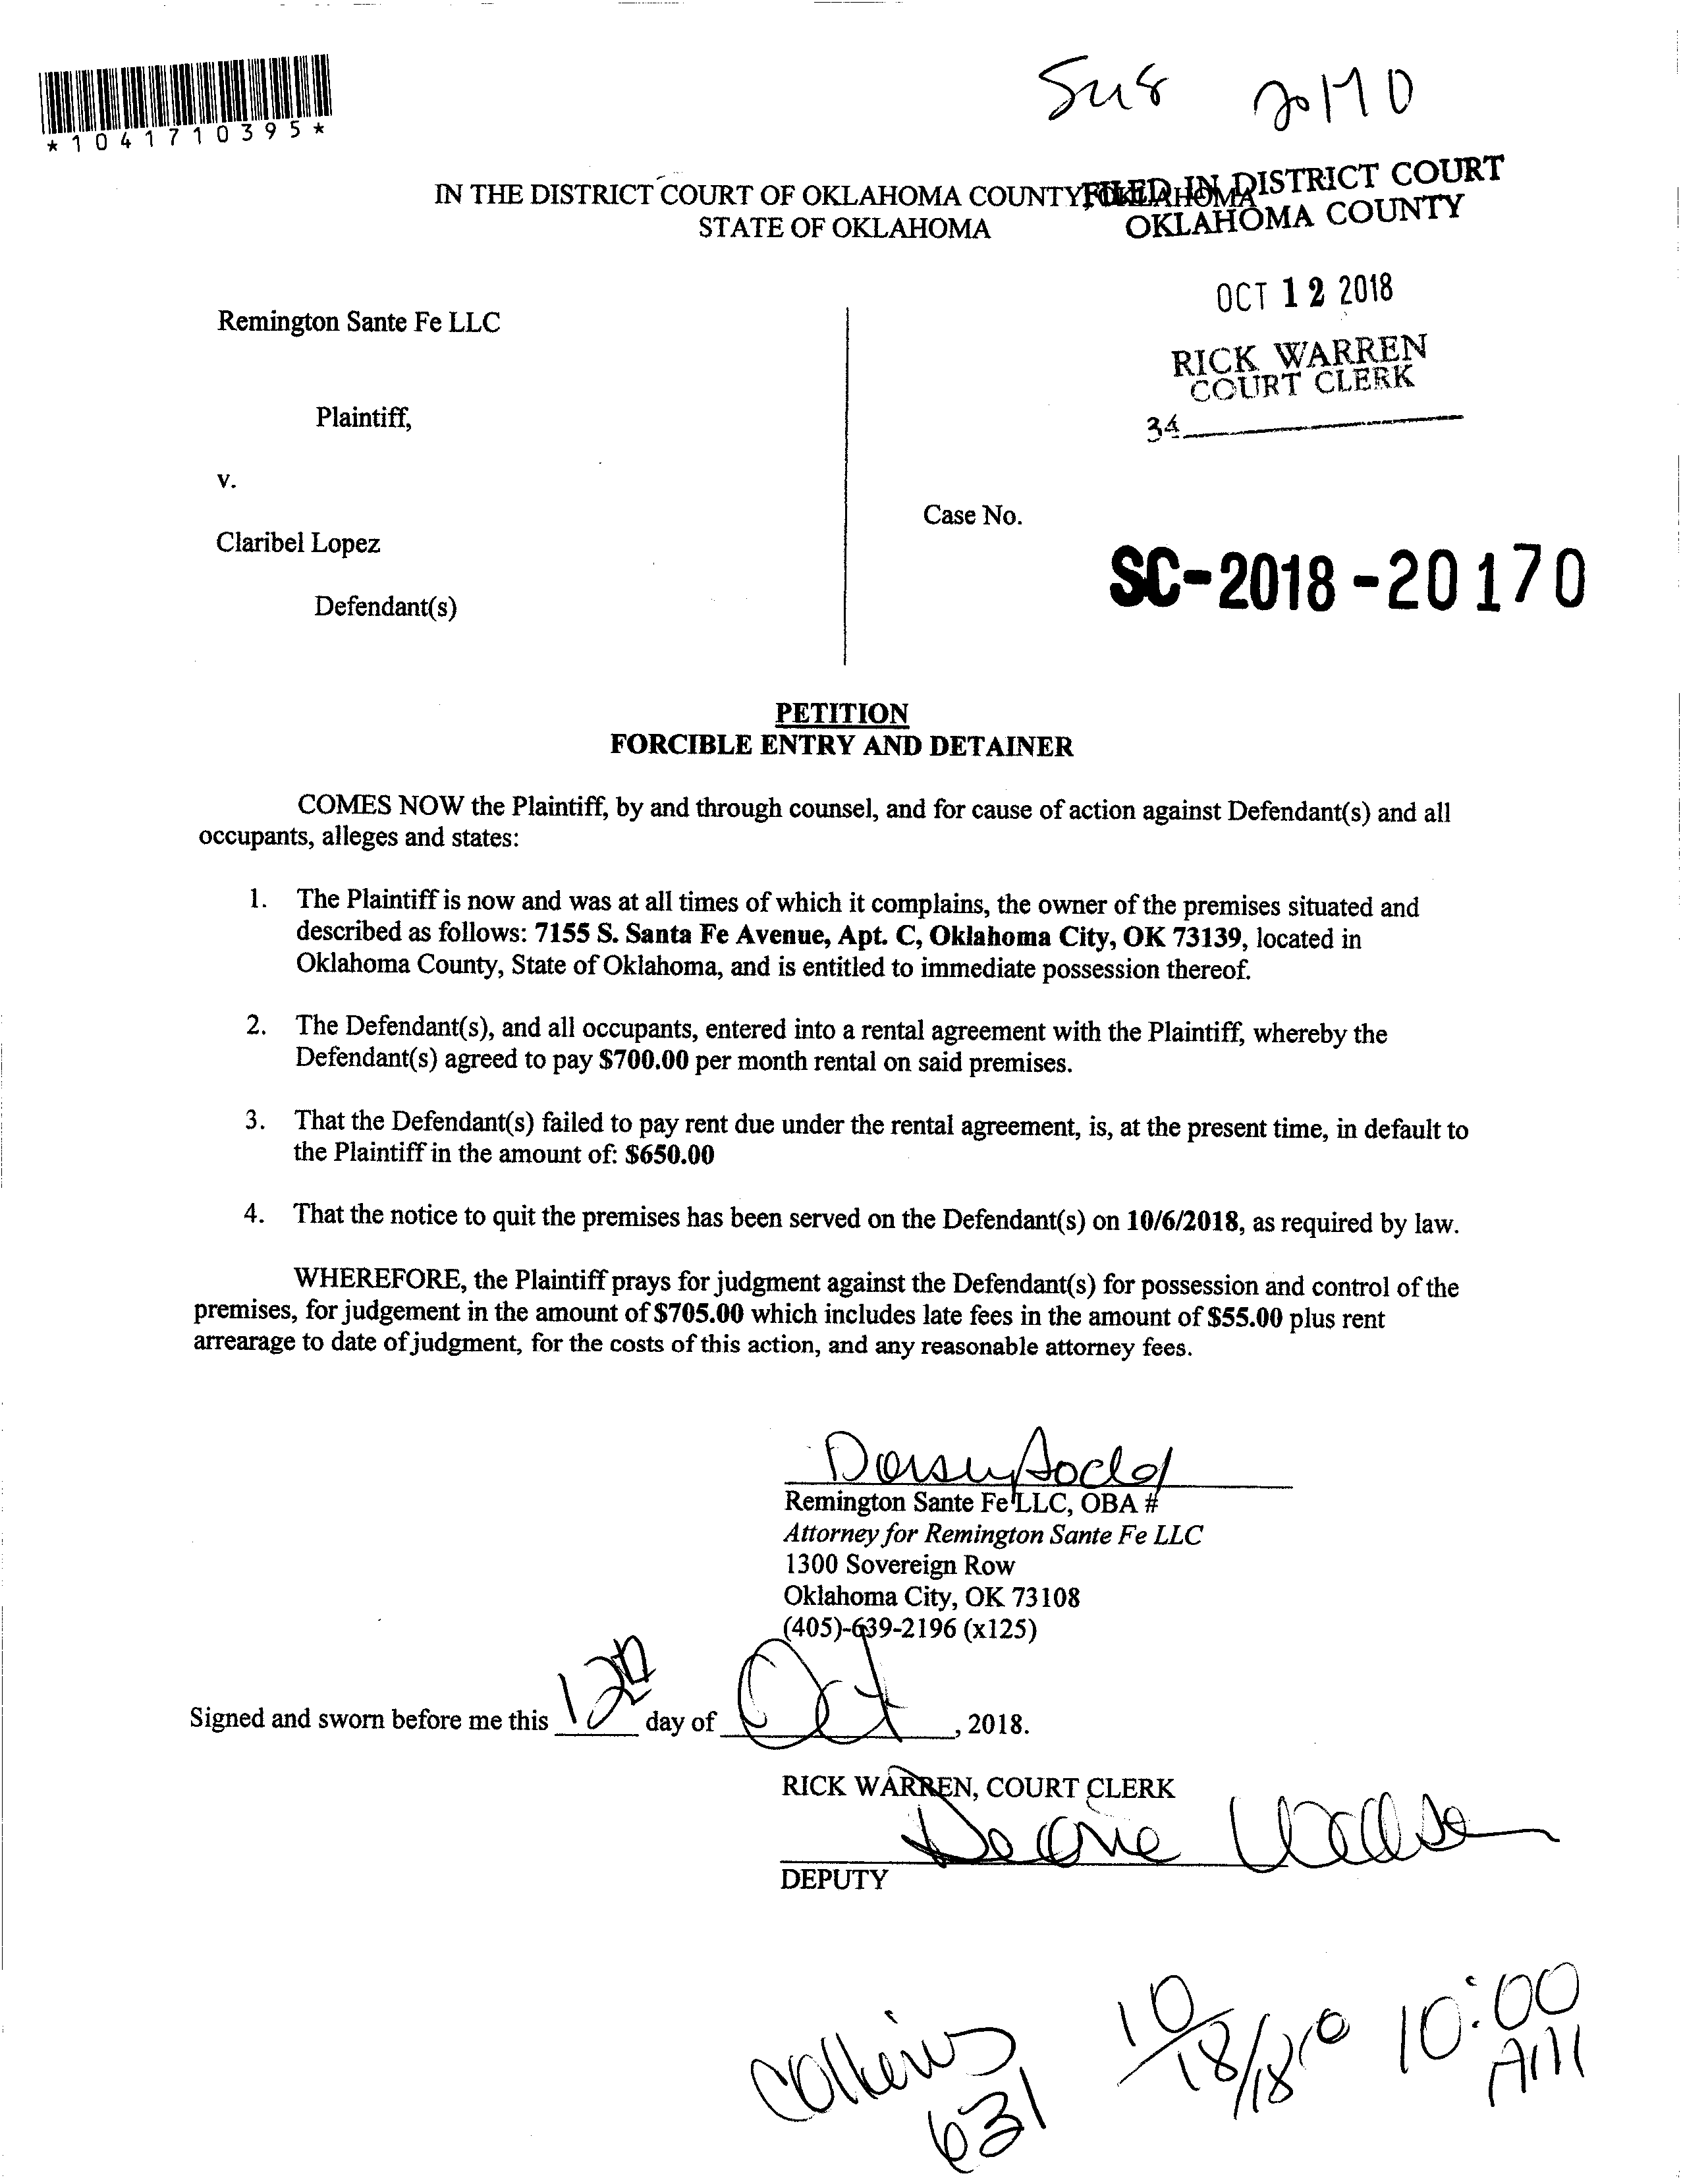 *1041710395*
20170
IN THE DISTRICT COURT OF OKLAHOMA COUNTY, OKLAHOMA
STATE OF OKLAHOMA
FILED IN DISTRICT COURT
OKLAHOMA COUNTY
OCT 12 2018
RICK WARREN
COURT CLERK
34
Remington Sante Fe LLC
Plaintiff,
v.
Case No.
Claribel Lopez
SC-2018-20170
Defendant(s)
PETITION
FORCIBLE ENTRY AND DETAINER
COMES NOW the Plaintiff, by and through counsel, and for cause of action against Defendant(s) and all
occupants, alleges and states:
1. The Plaintiff is now and was at all times of which it complains, the owner of the premises situated and
described as follows: 7155 S. Santa Fe Avenue, Apt. C, Oklahoma City, OK 73139, located in
Oklahoma County, State of Oklahoma, and is entitled to immediate possession thereof.
2. The Defendant(s), and all occupants, entered into a rental agreement with the Plaintiff, whereby the
Defendant(s) agreed to pay $700.00 per month rental on said premises.
3. That the Defendant(s) failed to pay rent due under the rental agreement, is, at the present time, in default to
the Plaintiff in the amount of: $650.00
4. That the notice to quit the premises has been served on the Defendant(s) on 10/6/2018, as required by law.
WHEREFORE, the Plaintiff prays for judgment against the Defendant(s) for possession and control of the
premises, for judgement in the amount of $705.00 which includes late fees in the amount of $55.00 plus rent
arrearage to date of judgment, for the costs of this action, and any reasonable attorney fees.
Remington Sante Fe LLC, OBA #
Attorney for Remington Sante Fe LLC
1300 Sovereign Row
Oklahoma City, OK 73108
(405)-639-2196 (x125)
Signed and sworn before me this 12th day of Oct, 2018.
RICK WARREN, COURT CLERK
DEPUTY
10/18/18 @ 10:00
AM
631